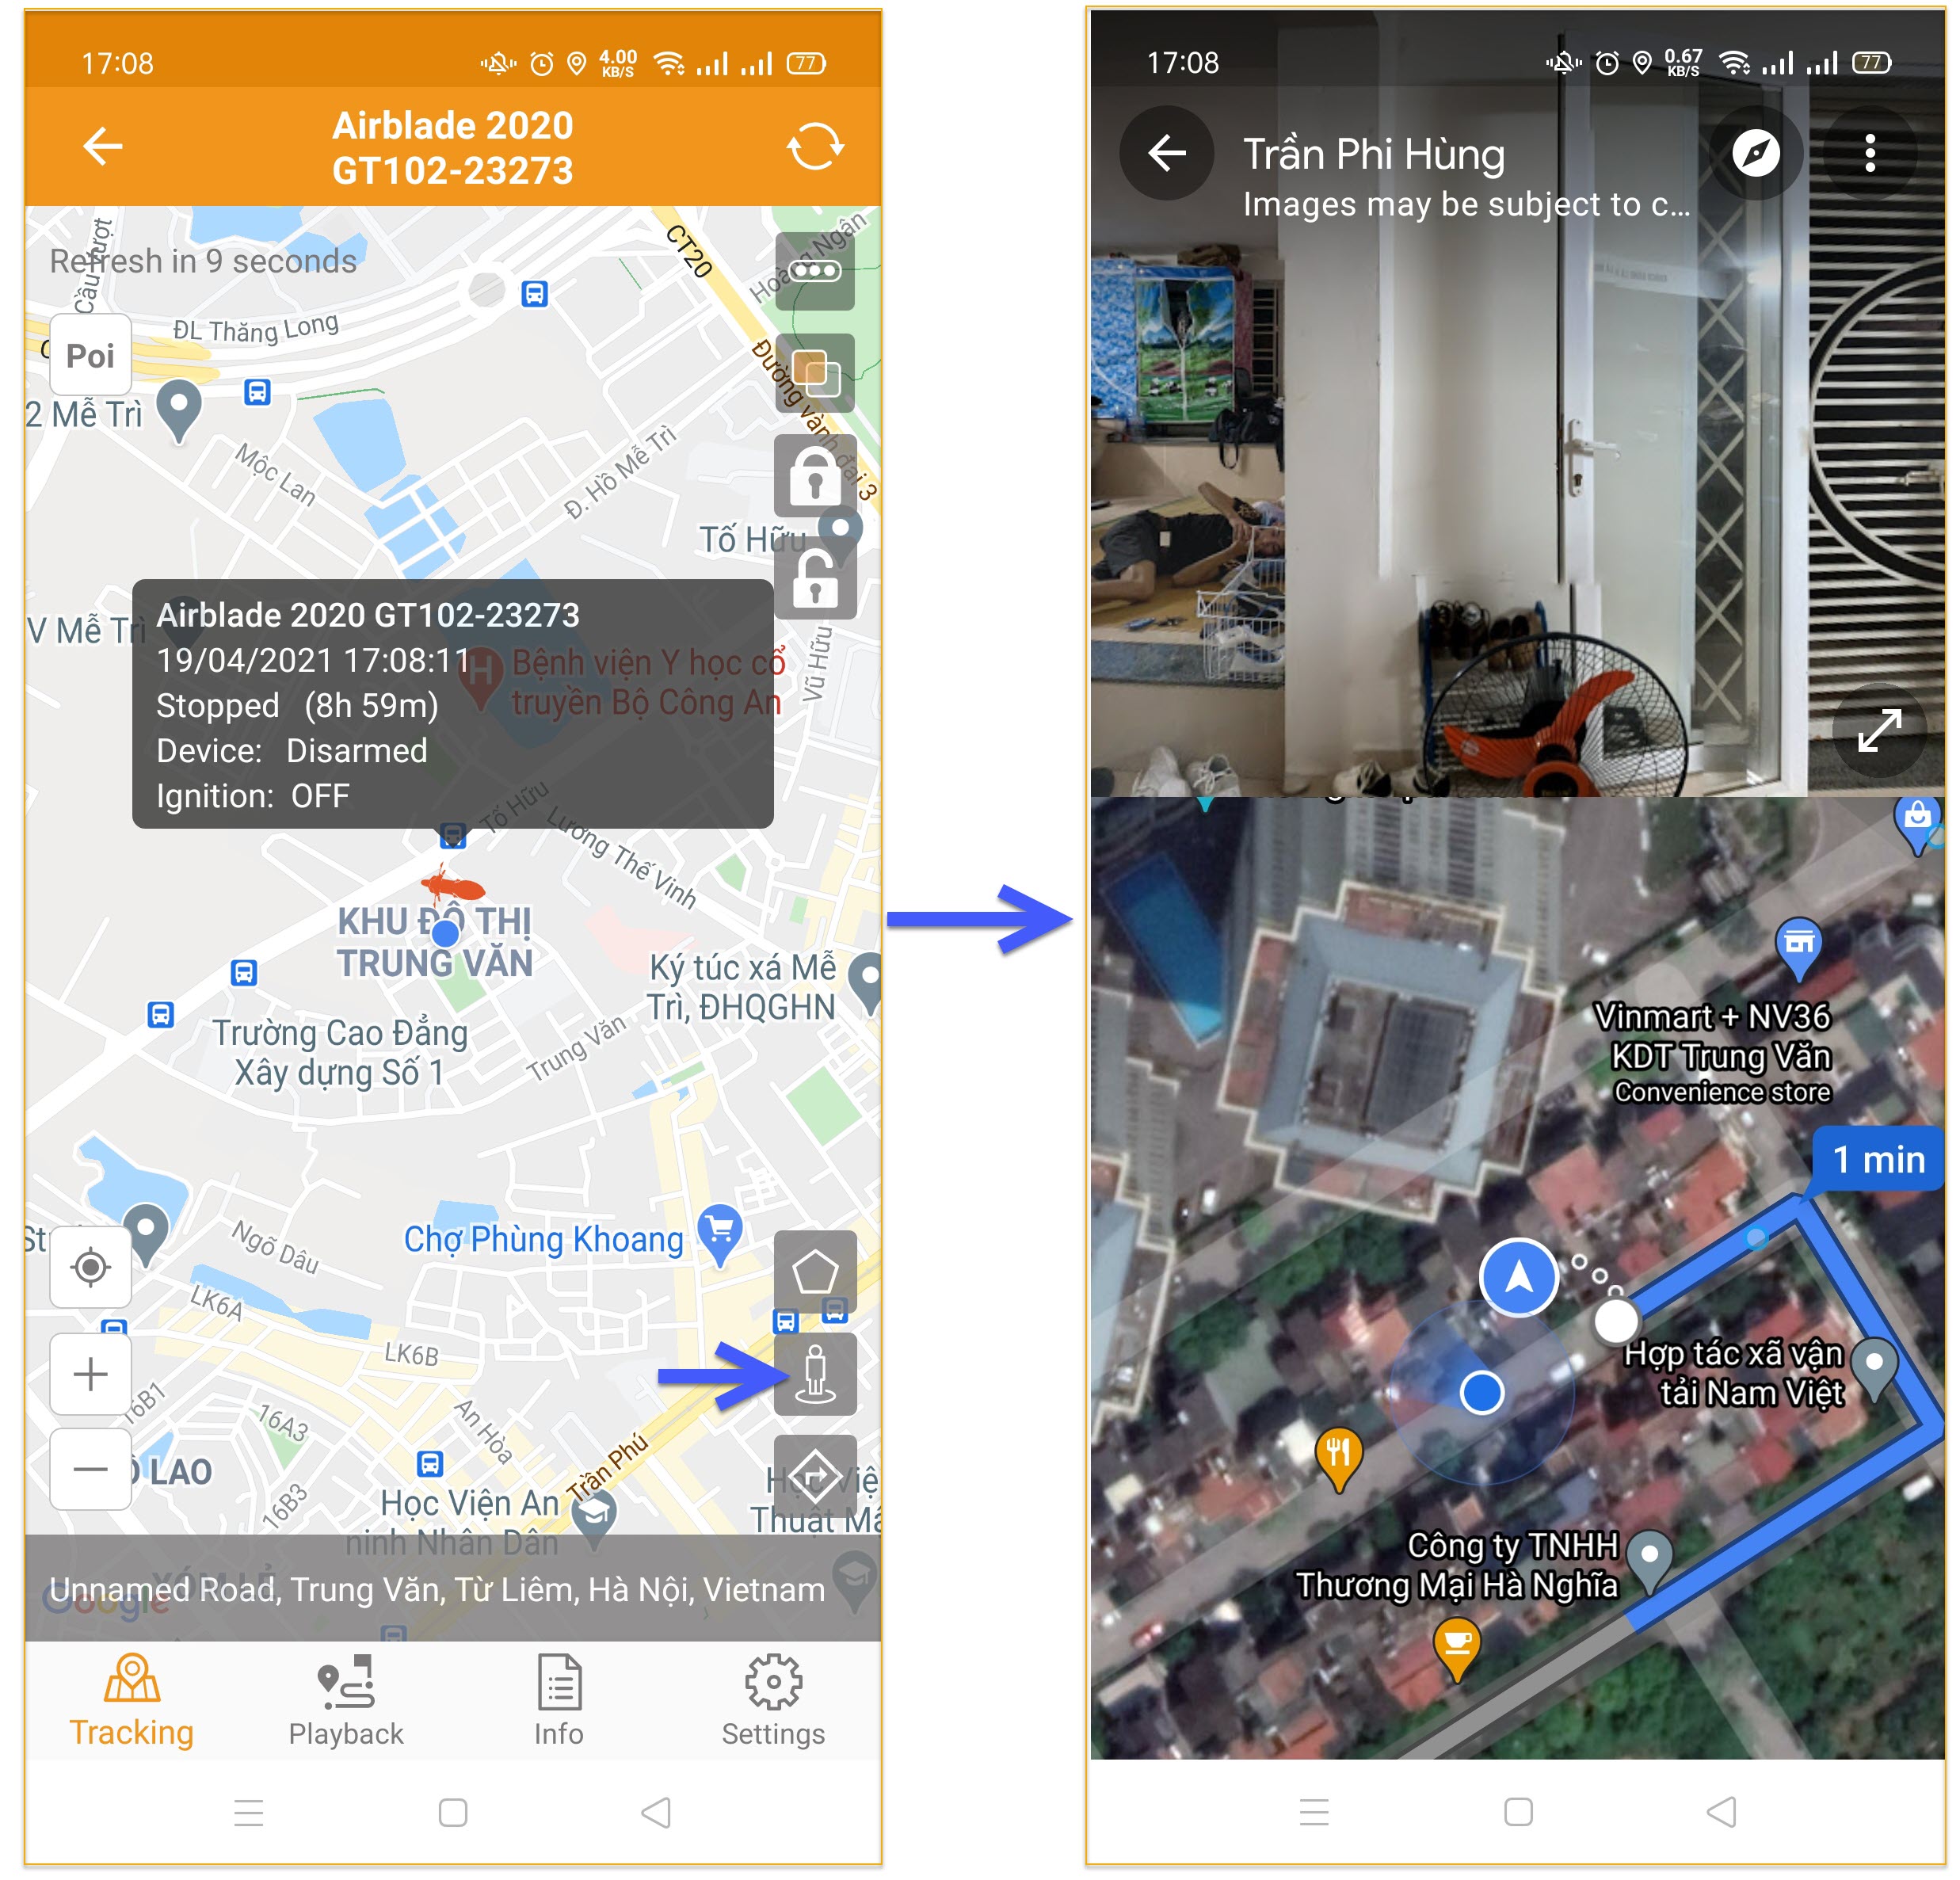 17:08
4.00
KB/S
77
Airblade 2020
GT102-23273
Refresh in 9 seconds
CT20
ĐL Thăng Long
Poi
Đường vành đai 3
2 Mễ Trì
Mộc Lan
Đ. Hồ Mễ Trì
Tố Hữu
V Mễ Trì
Airblade 2020 GT102-23273
19/04/2021 17:08:11
Stopped (8h 59m)
Device: Disarmed
Ignition: OFF
Bệnh viện Y học cổ
truyền Bộ Công An
Vũ Hữu
Tố Hữu
Lương Thế Vinh
KHU ĐÔ THỊ
TRUNG VĂN
Ký túc xá Mễ
Trì, ĐHQGHN
Trường Cao Đẳng
Xây dựng Số 1
Trung Văn
Chợ Phùng Khoang
Ngõ Dâu
LK6A
LK6B
16B1
16A3
An Hòa
Trần Phú
LAO
16B3
Học Viện An
ninh Nhân Dân
Thuật
Unnamed Road, Trung Văn, Từ Liêm, Hà Nội, Vietnam
Google
Tracking
Playback
Info
Settings
17:08
0.67
KB/S
77
Trần Phi Hùng
Images may be subject to c...
Vinmart + NV36
KDT Trung Văn
Convenience store
1 min
Hợp tác xã vận
tải Nam Việt
Công ty TNHH
Thương Mại Hà Nghĩa